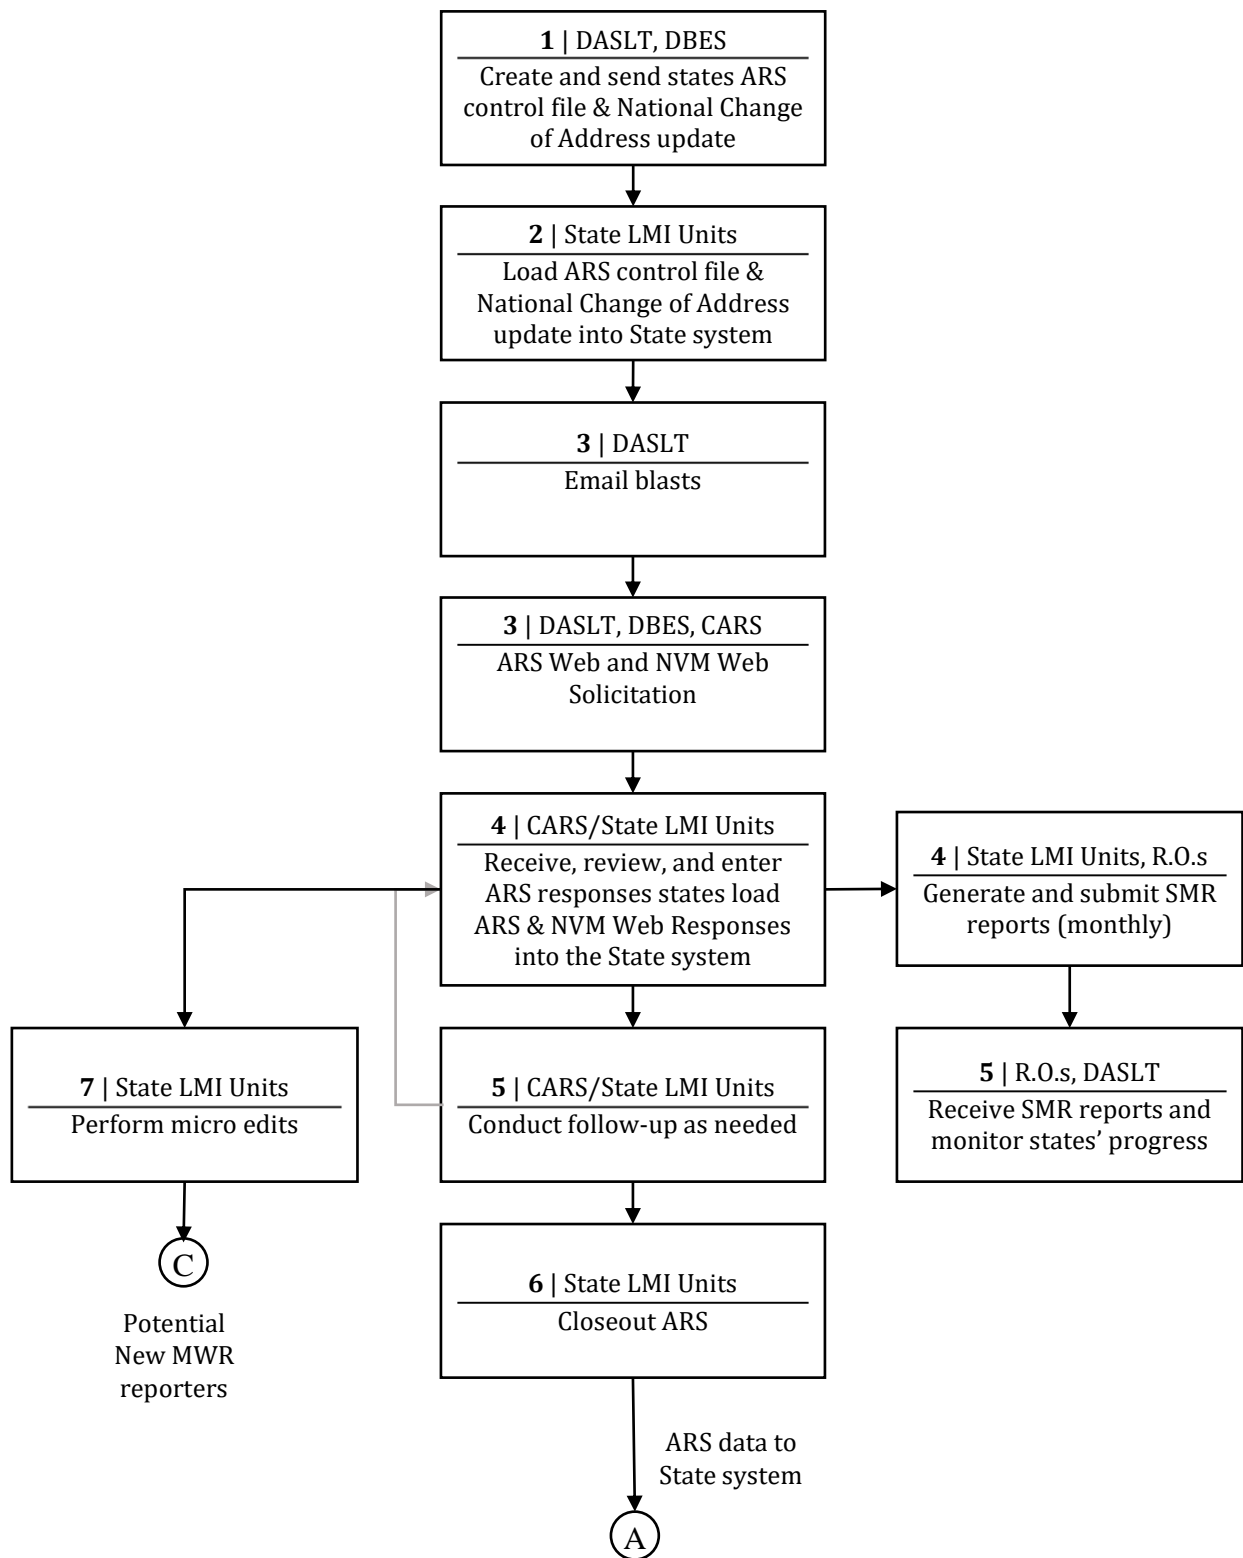 1 | DASLT, DBES
Create and send states ARS
control file & National Change
of Address update
2 | State LMI Units
Load ARS control file &
National Change of Address
update into State system
3 | DASLT
Email blasts
3 | DASLT, DBES, CARS
ARS Web and NVM Web
Solicitation
4 | CARS/State LMI Units
Receive, review, and enter
ARS responses states load
ARS & NVM Web Responses
into the State system
4 | State LMI Units, R.O.s
Generate and submit SMR
reports (monthly)
7 | State LMI Units
Perform micro edits
5 | CARS/State LMI Units
Conduct follow-up as needed
5 | R.O.s, DASLT
Receive SMR reports and
monitor states’ progress
C
Potential
New MWR
reporters
6 | State LMI Units
Closeout ARS
ARS data to
State system
A